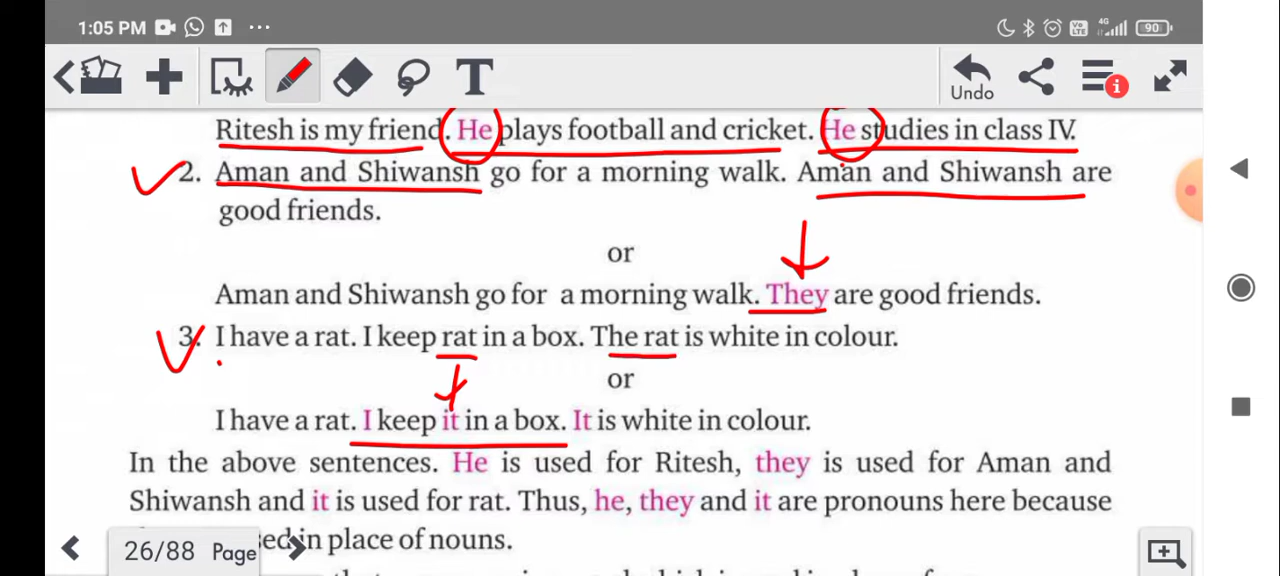 1:05 PM ... 4G 90
T Undo i
Ritesh is my friend. He plays football and cricket. He studies in class IV.
2. Aman and Shiwansh go for a morning walk. Aman and Shiwansh are
good friends.
or
Aman and Shiwansh go for a morning walk. They are good friends.
3. I have a rat. I keep rat in a box. The rat is white in colour.
or
I have a rat. I keep it in a box. It is white in colour.
In the above sentences. He is used for Ritesh, they is used for Aman and
Shiwansh and it is used for rat. Thus, he, they and it are pronouns here because
in place of nouns.
26/88 Page